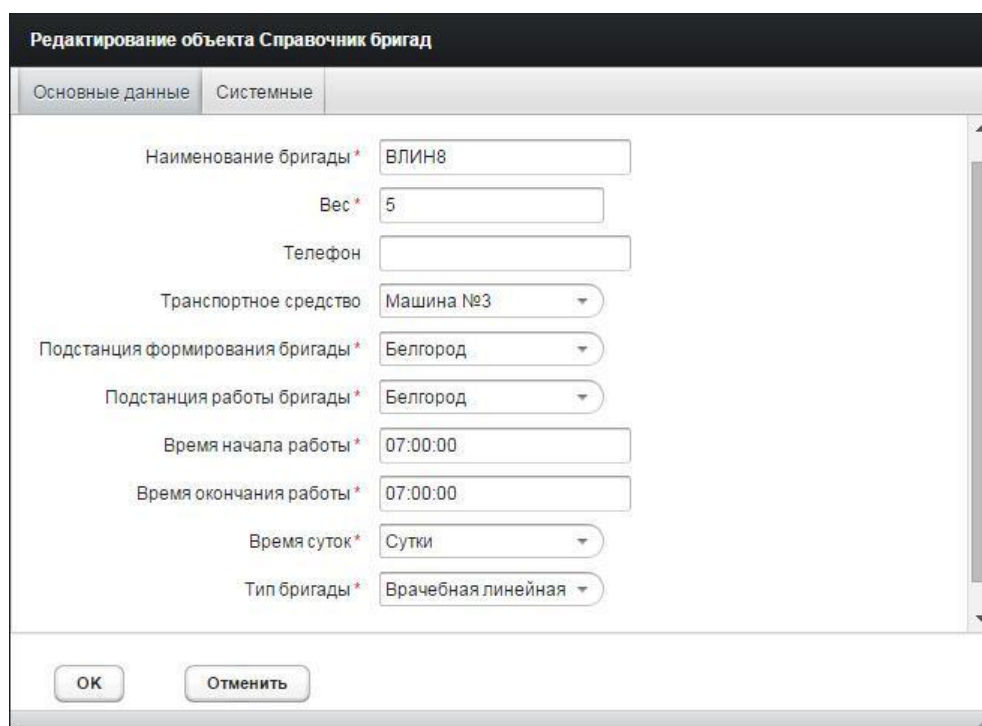 Редактирование объекта Справочник бригад
Основные данные Системные
Наименование бригады * ВЛИН8
Вес * 5
Телефон
Транспортное средство Машина №3
Подстанция формирования бригады * Белгород
Подстанция работы бригады * Белгород
Время начала работы * 07:00:00
Время окончания работы * 07:00:00
Время суток * Сутки
Тип бригады * Врачебная линейная
ОК Отменить